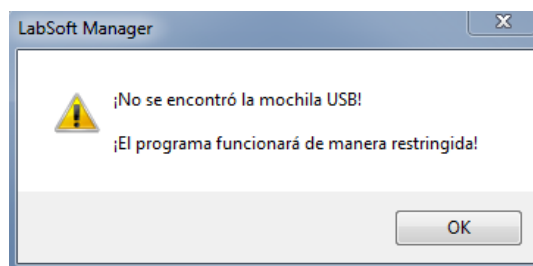 LabSoft Manager
¡No se encontró la mochila USB!
¡El programa funcionará de manera restringida!
OK